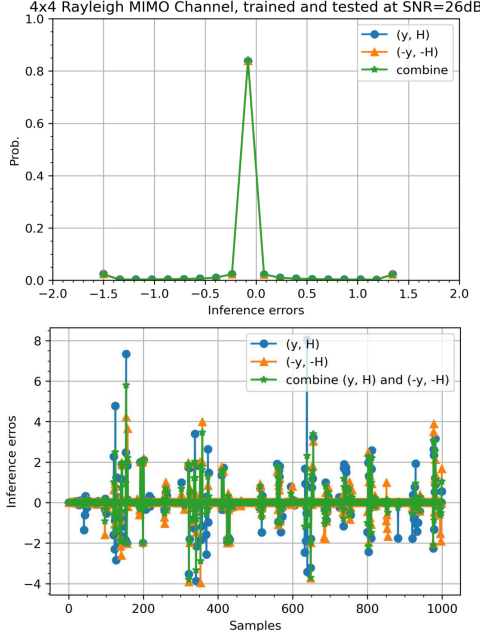 4x4 Rayleigh MIMO Channel, trained and tested at SNR=26dB
1.0
0.8
0.6
0.4
0.2
0.0
Prob.
(y, H)
(-y, -H)
combine
−2.0 −1.5 −1.0 −0.5 0.0 0.5 1.0 1.5 2.0
Inference errors
8
6
4
2
0
−2
−4
Inference erros
(y, H)
(-y, -H)
combine (y, H) and (-y, -H)
0 200 400 600 800 1000
Samples